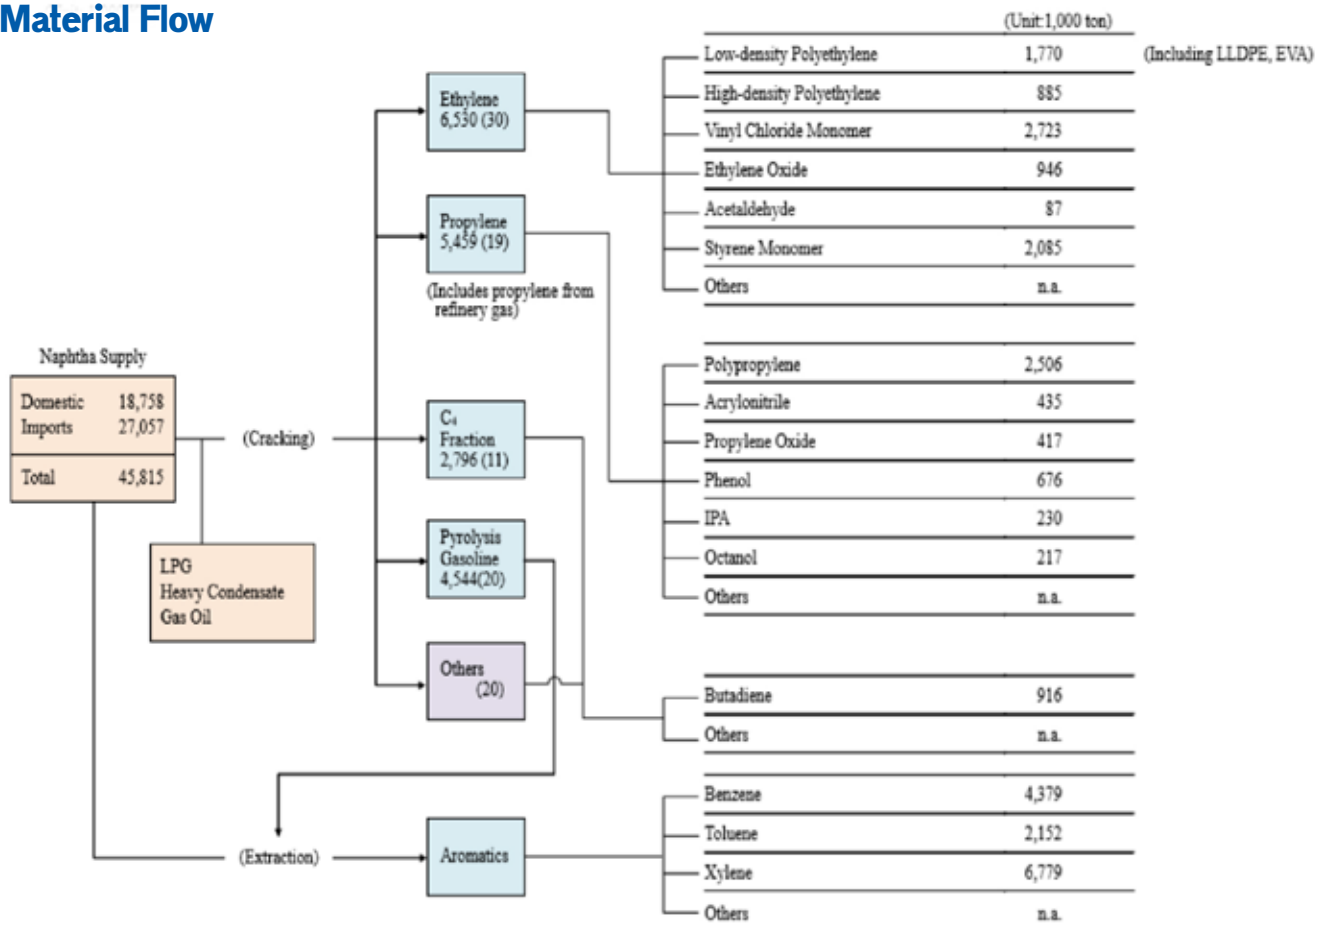 Material Flow
(Unit:1,000 ton)
Low-density Polyethylene 1,770 (Including LLDPE, EVA)
High-density Polyethylene 885
Vinyl Chloride Monomer 2,723
Ethylene Oxide 946
Acetaldehyde 87
Styrene Monomer 2,085
Others n.a.
Ethylene
6,530 (30)
Propylene
5,459 (19)
(Includes propylene from
refinery gas)
Polypropylene 2,506
Acrylonitrile 435
Propylene Oxide 417
Phenol 676
IPA 230
Octanol 217
Others n.a.
Naphtha Supply
Domestic 18,758
Imports 27,057
Total 45,815
(Cracking)
LPG
Heavy Condensate
Gas Oil
C₄
Fraction
2,796 (11)
Pyrolysis
Gasoline
4,544(20)
Others
(20)
Butadiene 916
Others n.a.
(Extraction)
Aromatics
Benzene 4,379
Toluene 2,152
Xylene 6,779
Others n.a.